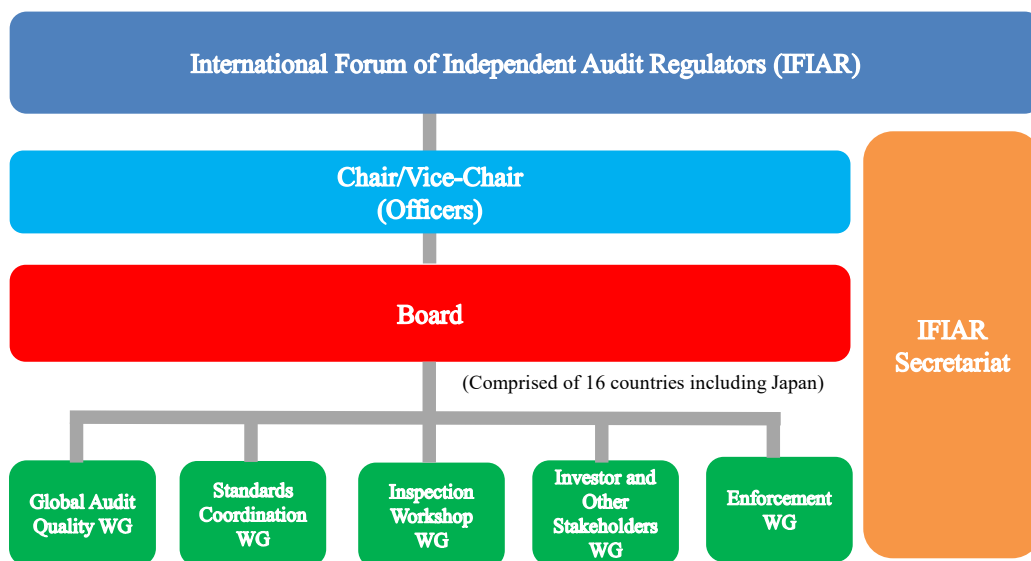 International Forum of Independent Audit Regulators (IFIAR)
Chair/Vice-Chair
(Officers)
Board
IFIAR
Secretariat
(Comprised of 16 countries including Japan)
Global Audit
Quality WG
Standards
Coordination
WG
Inspection
Workshop
WG
Investor and
Other
Stakeholders
WG
Enforcement
WG